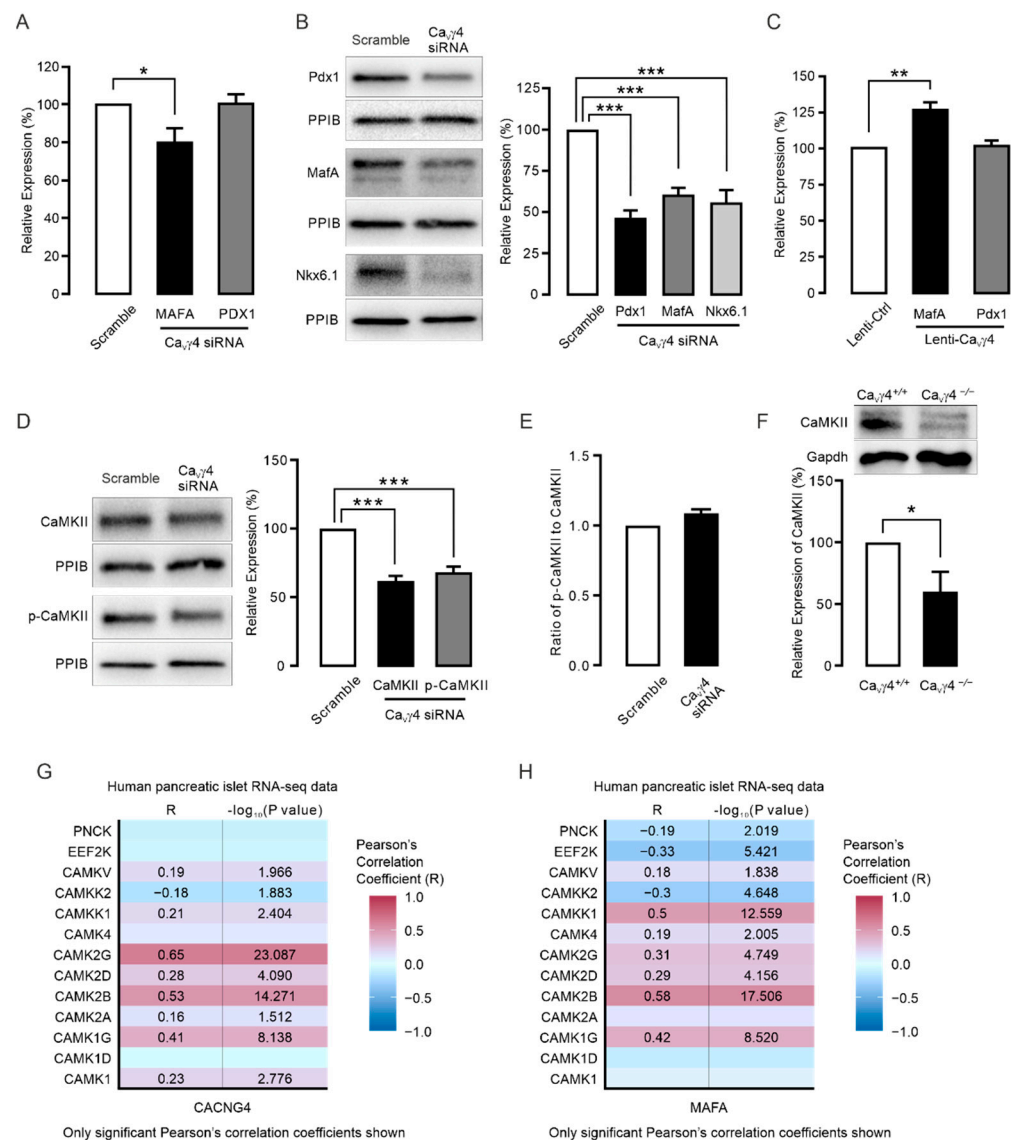 A
Relative Expression (%)
120
100
80
60
40
20
0
*
Scramble
MAFA
PDX1
Caᵥγ4 siRNA
B
Scramble
Caᵥγ4
siRNA
Pdx1
PPIB
MafA
PPIB
Nkx6.1
PPIB
Relative Expression (%)
125
100
75
50
25
0
***
***
***
Scramble
Pdx1
MafA
Nkx6.1
Caᵥγ4 siRNA
C
Relative Expression (%)
150
125
100
75
50
25
0
**
Lenti-Ctrl
MafA
Pdx1
Lenti-Caᵥγ4
D
Scramble
Caᵥγ4
siRNA
CaMKII
PPIB
p-CaMKII
PPIB
Relative Expression (%)
150
100
50
0
***
***
Scramble
CaMKII
p-CaMKII
Caᵥγ4 siRNA
E
Ratio of p-CaMKII to CaMKII
1.5
1.0
0.5
0.0
Scramble
Caᵥγ4
siRNA
F
Caᵥγ4⁺/⁺
Caᵥγ4⁻/⁻
CaMKII
Gapdh
Relative Expression of CaMKII (%)
150
100
50
0
*
Caᵥγ4⁺/⁺
Caᵥγ4⁻/⁻
G
Human pancreatic islet RNA-seq data
R -log₁₀(P value)
PNCK
EEF2K
CAMKV 0.19 1.966
CAMKK2 −0.18 1.883
CAMKK1 0.21 2.404
CAMK4
CAMK2G 0.65 23.087
CAMK2D 0.28 4.090
CAMK2B 0.53 14.271
CAMK2A 0.16 1.512
CAMK1G 0.41 8.138
CAMK1D
CAMK1 0.23 2.776
CACNG4
Only significant Pearson's correlation coefficients shown
Pearson's
Correlation
Coefficient (R)
1.0
0.5
0.0
−0.5
−1.0
H
Human pancreatic islet RNA-seq data
R -log₁₀(P value)
PNCK −0.19 2.019
EEF2K −0.33 5.421
CAMKV 0.18 1.838
CAMKK2 −0.3 4.648
CAMKK1 0.5 12.559
CAMK4 0.19 2.005
CAMK2G 0.31 4.749
CAMK2D 0.29 4.156
CAMK2B 0.58 17.506
CAMK2A
CAMK1G 0.42 8.520
CAMK1D
CAMK1
MAFA
Only significant Pearson's correlation coefficients shown
Pearson's
Correlation
Coefficient (R)
1.0
0.5
0.0
−0.5
−1.0